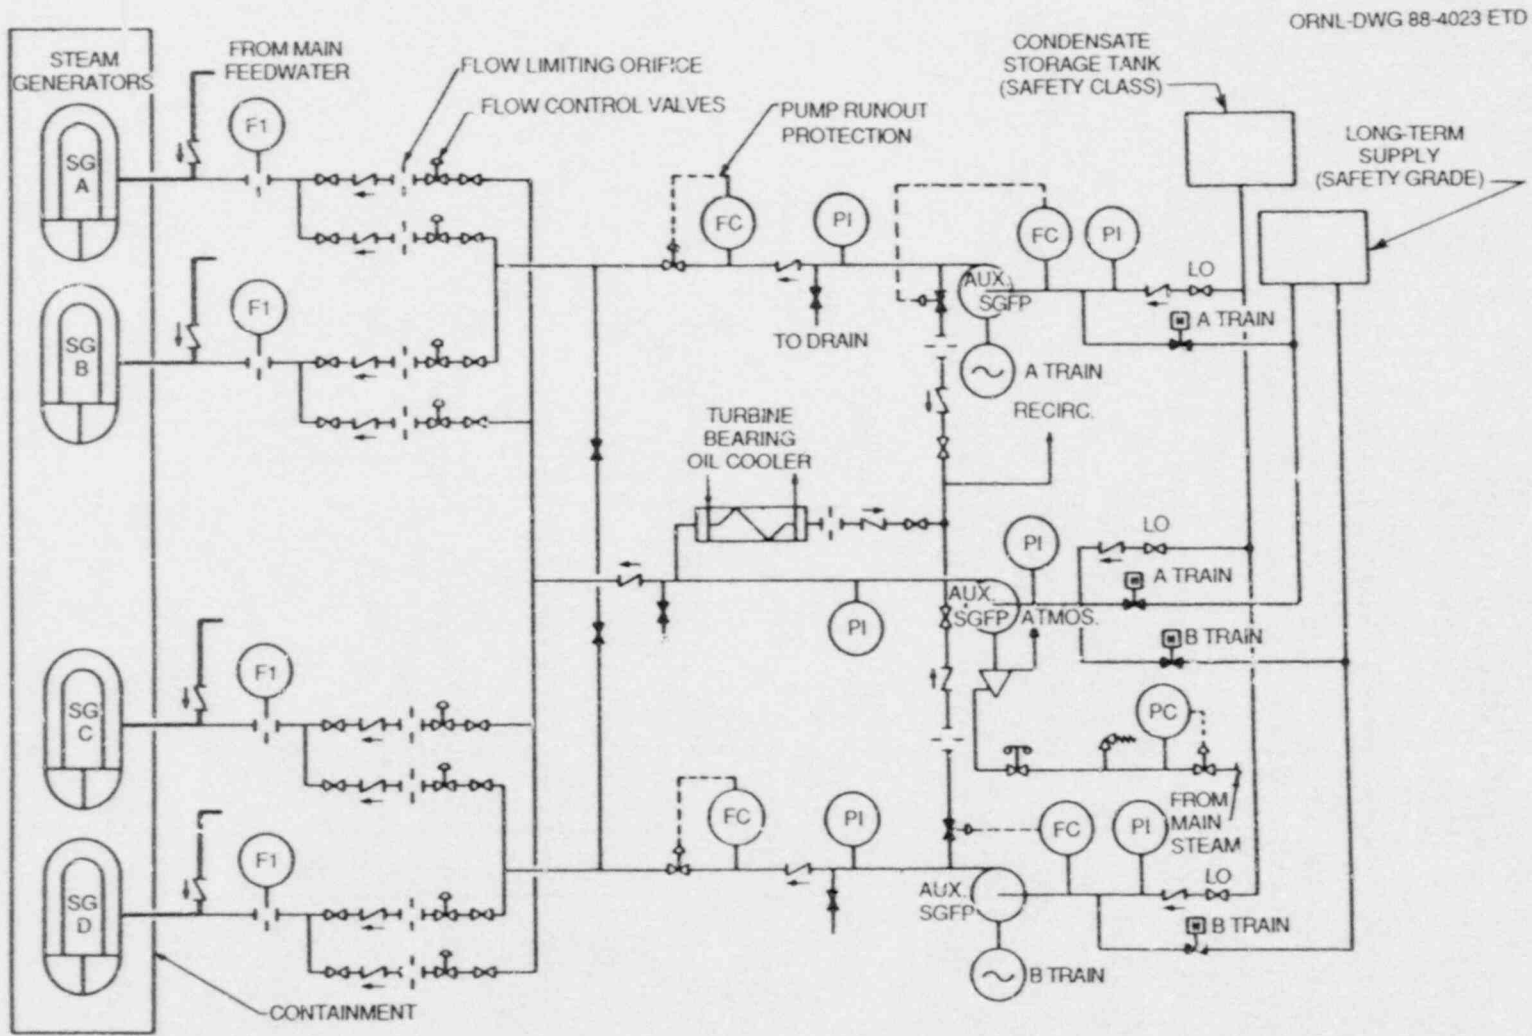 ORNL-DWG 88-4023 ETD
STEAM
GENERATORS
FROM MAIN
FEEDWATER
FLOW LIMITING ORIFICE
FLOW CONTROL VALVES
PUMP RUNOUT
PROTECTION
CONDENSATE
STORAGE TANK
(SAFETY CLASS)
LONG-TERM
SUPPLY
(SAFETY GRADE)
SG
A
F1
FC
PI
FC
PI
LO
AUX.
SGFP
A TRAIN
TO DRAIN
A TRAIN
SG
B
F1
RECIRC.
TURBINE
BEARING
OIL COOLER
PI
LO
A TRAIN
AUX.
SGFP
ATMOS.
PI
B TRAIN
SG
C
F1
PC
FROM
MAIN
STEAM
FC
PI
FC
PI
LO
SG
D
F1
AUX.
SGFP
B TRAIN
B TRAIN
CONTAINMENT